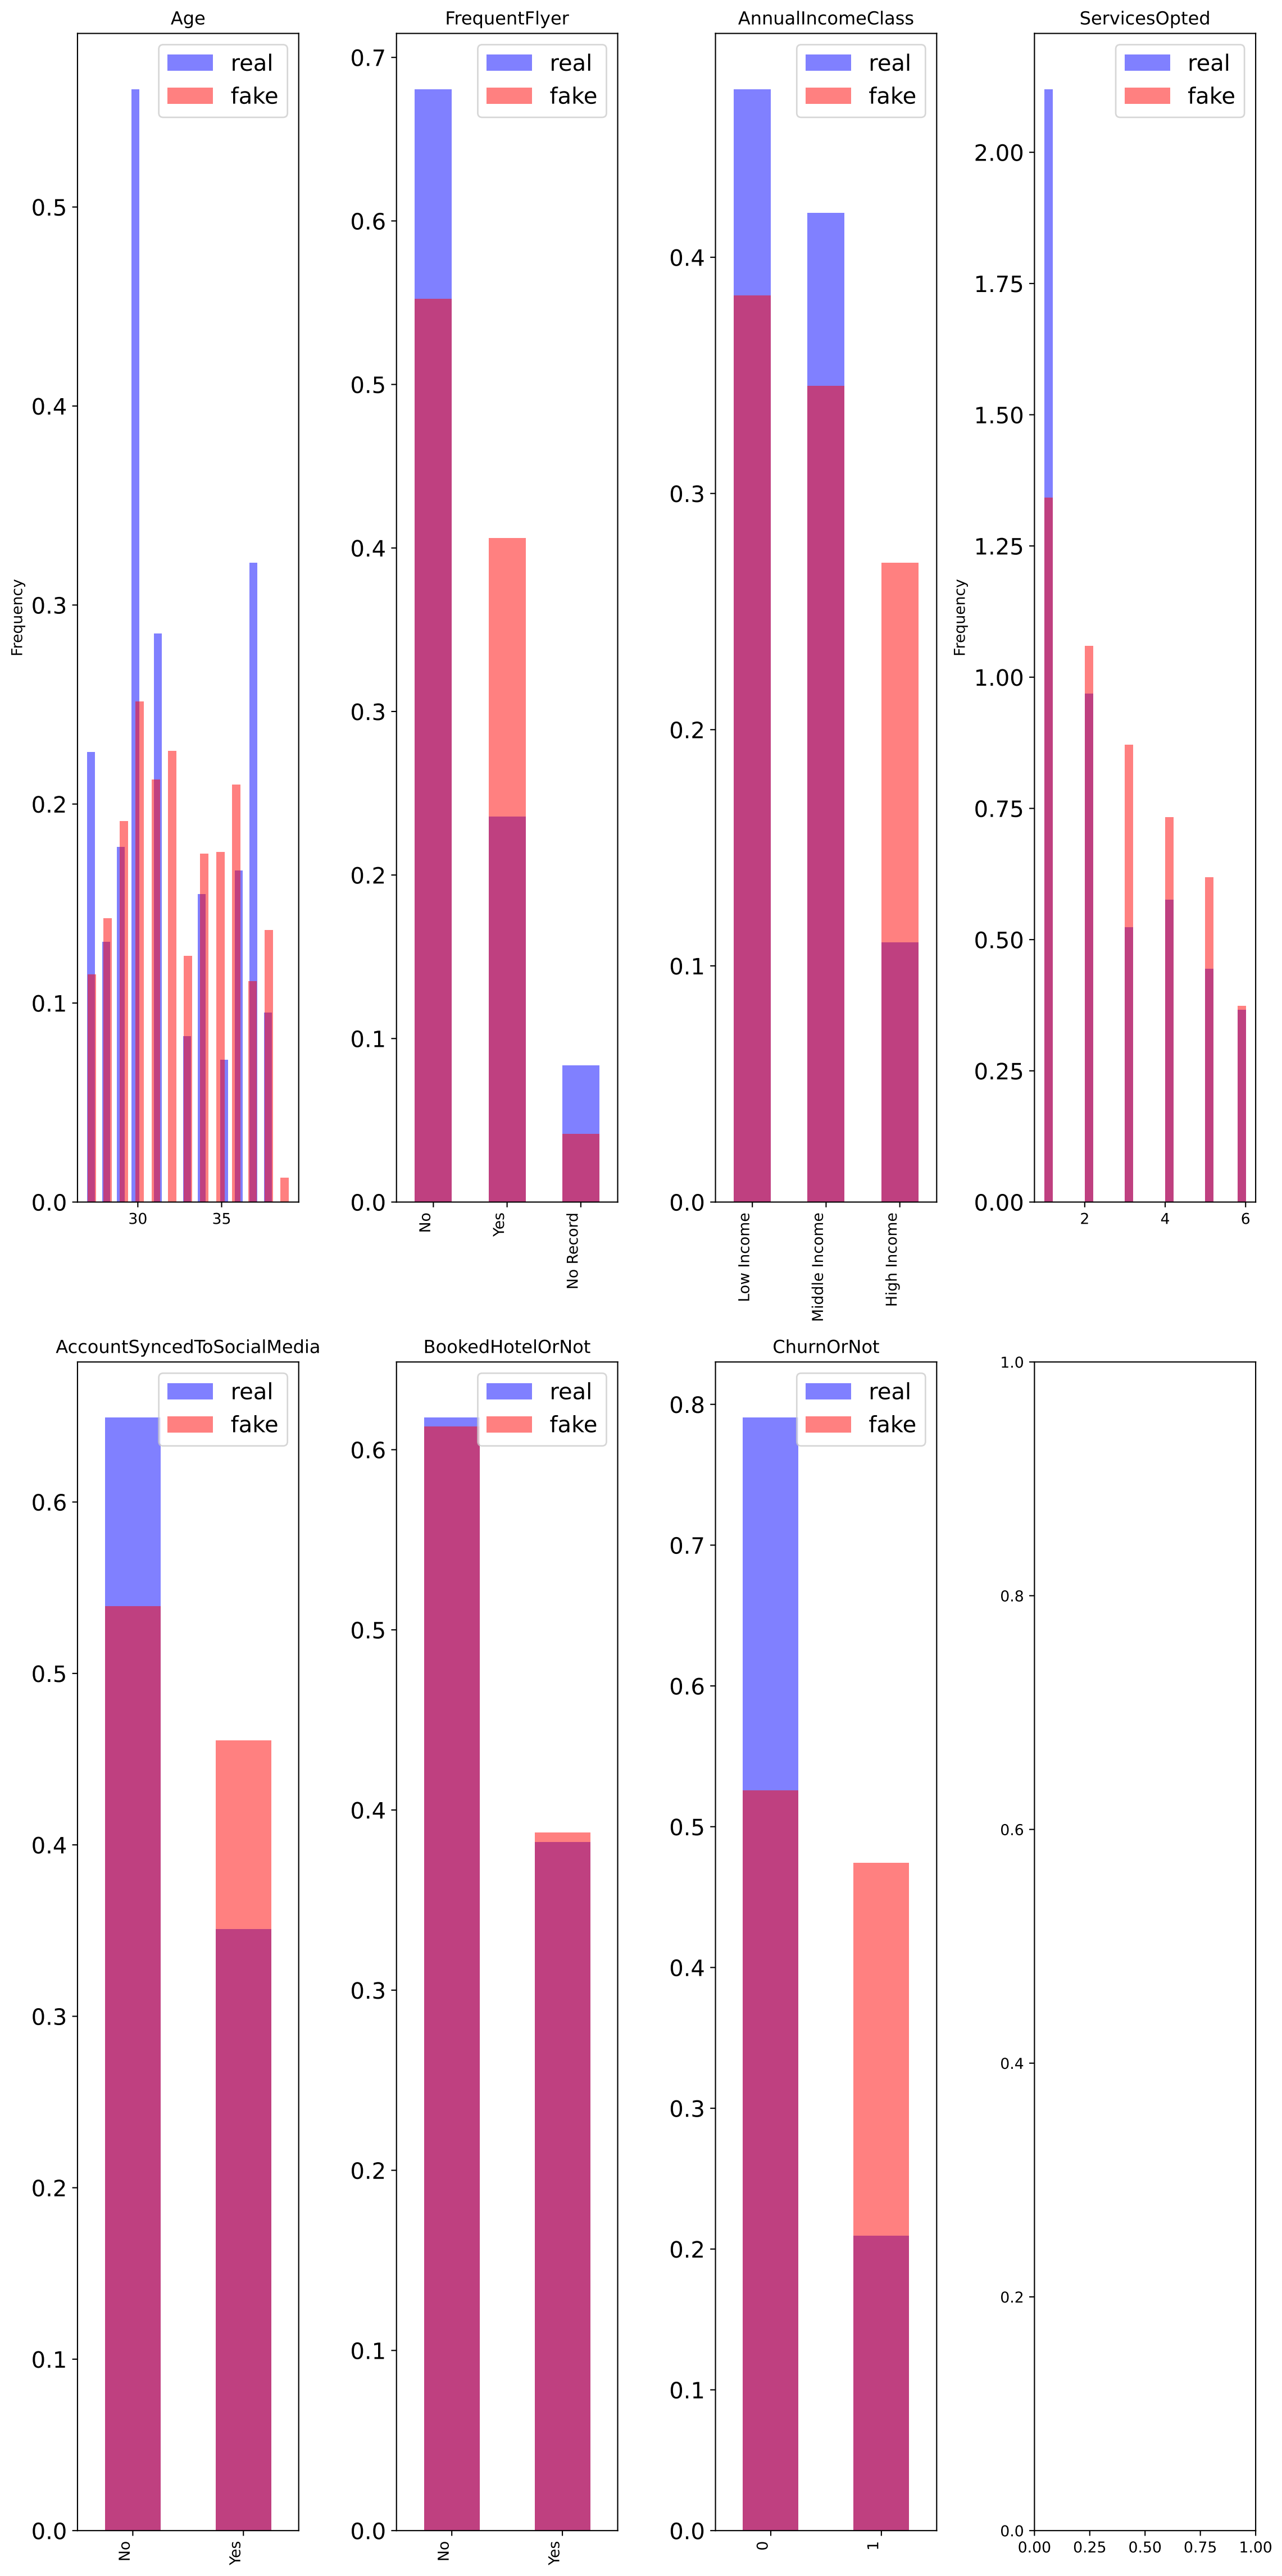 Age
real
fake
Frequency
0.5
0.4
0.3
0.2
0.1
0.0
30 35
FrequentFlyer
real
fake
0.7
0.6
0.5
0.4
0.3
0.2
0.1
0.0
No
Yes
No Record
AnnualIncomeClass
real
fake
0.4
0.3
0.2
0.1
0.0
Low Income
Middle Income
High Income
ServicesOpted
real
fake
Frequency
2.00
1.75
1.50
1.25
1.00
0.75
0.50
0.25
0.00
2 4 6
AccountSyncedToSocialMedia
real
fake
0.6
0.5
0.4
0.3
0.2
0.1
0.0
No
Yes
BookedHotelOrNot
real
fake
0.6
0.5
0.4
0.3
0.2
0.1
0.0
No
Yes
ChurnOrNot
real
fake
0.8
0.7
0.6
0.5
0.4
0.3
0.2
0.1
0.0
0
1
1.0
0.8
0.6
0.4
0.2
0.0
0.00 0.25 0.50 0.75 1.00